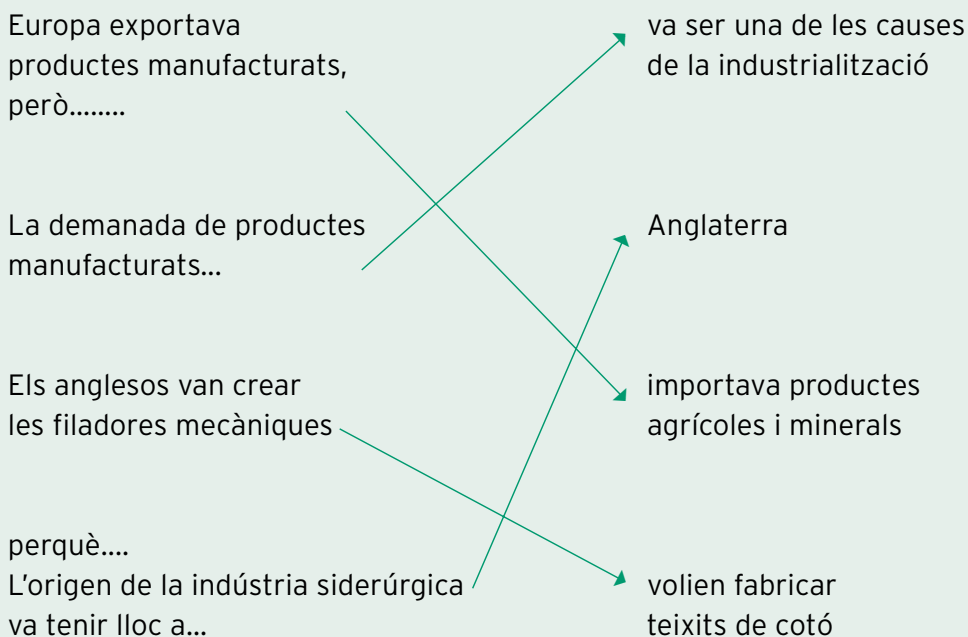 Europa exportava
productes manufacturats,
però........
va ser una de les causes
de la industrialització
La demanada de productes
manufacturats...
Anglaterra
Els anglesos van crear
les filadores mecàniques
importava productes
agrícoles i minerals
perquè....
L'origen de la indústria siderúrgica
va tenir lloc a...
volien fabricar
teixits de cotó